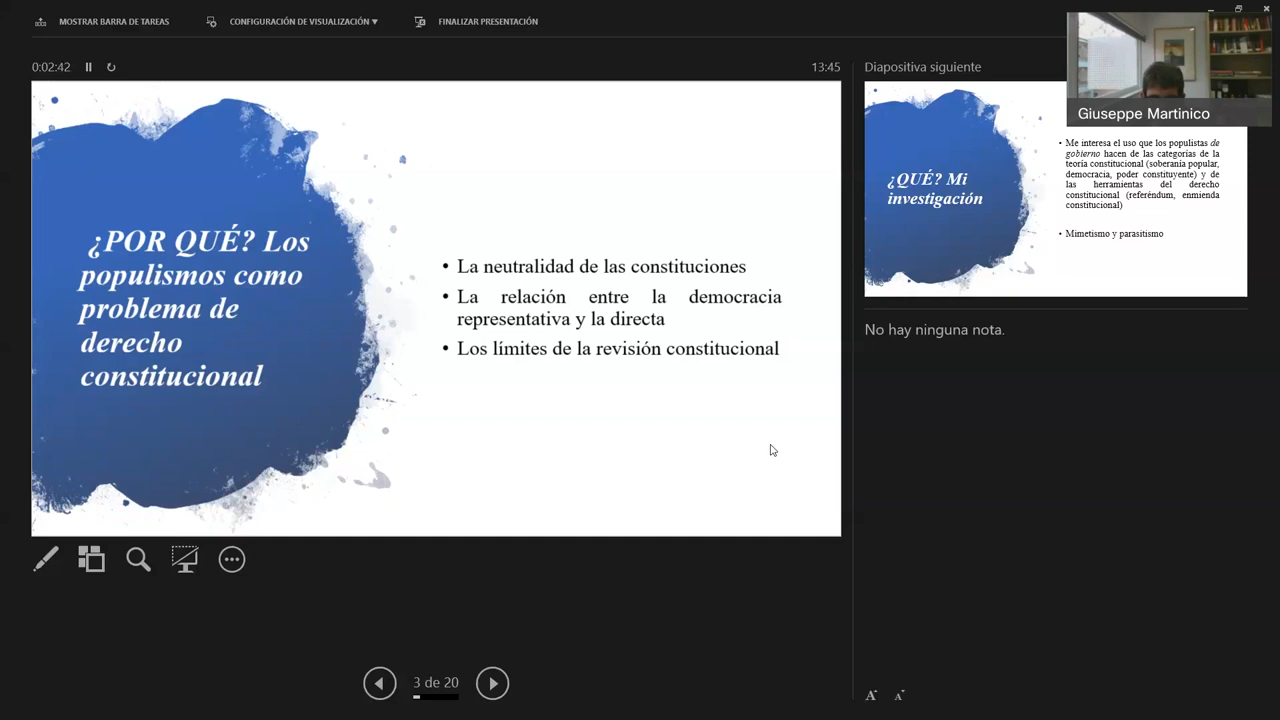 MOSTRAR BARRA DE TAREAS
CONFIGURACIÓN DE VISUALIZACIÓN ▼
FINALIZAR PRESENTACIÓN
0:02:42
13:45
¿POR QUÉ? Los
populismos como
problema de
derecho
constitucional
• La neutralidad de las constituciones
• La relación entre la democracia
representativa y la directa
• Los límites de la revisión constitucional
3 de 20
Diapositiva siguiente
Giuseppe Martinico
¿QUÉ? Mi
investigación
• Me interesa el uso que los populistas de
gobierno hacen de las categorías de la
teoría constitucional (soberanía popular,
democracia, poder constituyente) y de
las herramientas del derecho
constitucional (referéndum, enmienda
constitucional)
• Mimetismo y parasitismo
No hay ninguna nota.
A A